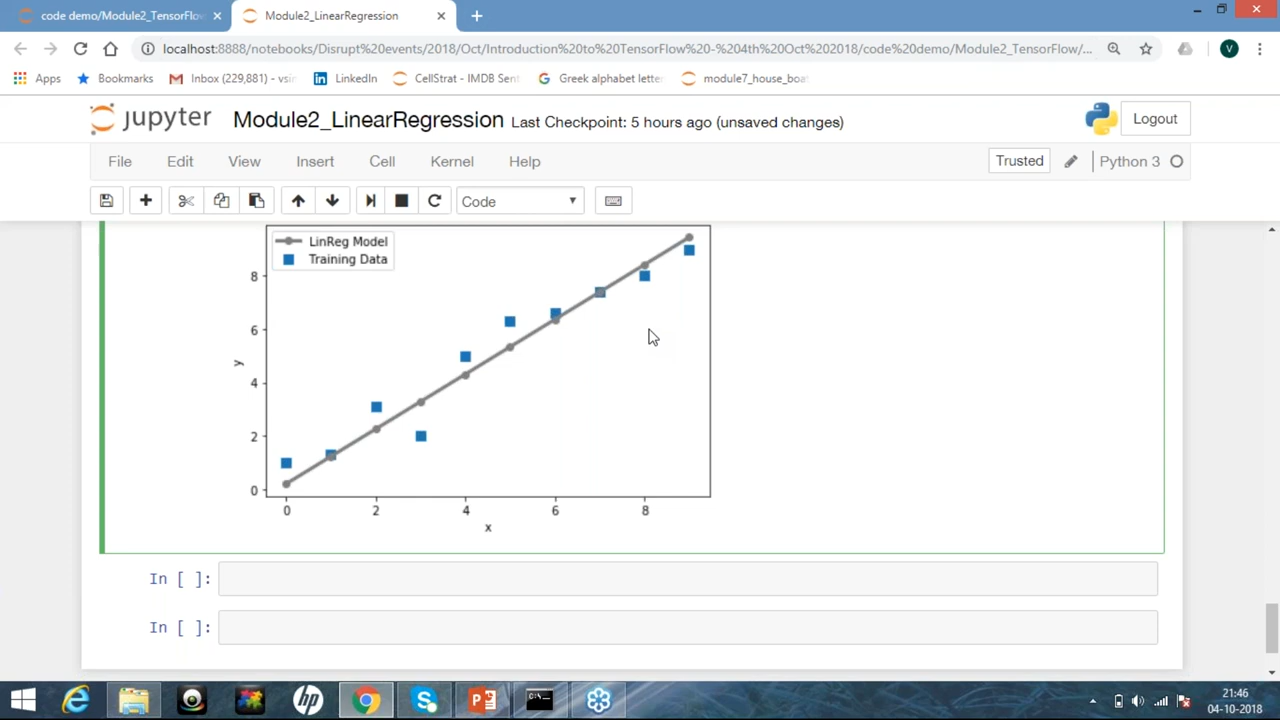 code demo/Module2_TensorFlow
Module2_LinearRegression
localhost:8888/notebooks/Disrupt%20events/2018/Oct/Introduction%20to%20TensorFlow%20-%204th%20Oct%202018/code%20demo/Module2_TensorFlow/...
V
Apps
Bookmarks
Inbox (229,881) - vsin
LinkedIn
CellStrat - IMDB Sent
Greek alphabet letter
module7_house_boat
jupyter
Module2_LinearRegression
Last Checkpoint: 5 hours ago (unsaved changes)
Logout
File
Edit
View
Insert
Cell
Kernel
Help
Trusted
Python 3
Code
LinReg Model
Training Data
8
6
4
2
0
y
0
2
4
6
8
x
In [ ]:
In [ ]:
hp
21:46
04-10-2018